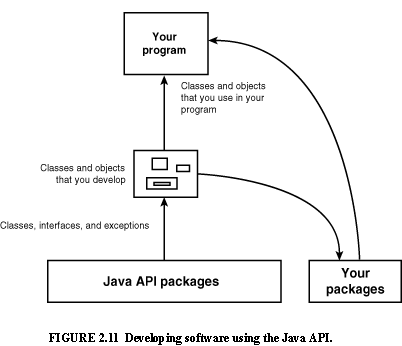 Your
program
Classes and objects
that you use in your
program
Classes and objects
that you develop
Classes, interfaces, and exceptions
Java API packages
Your
packages
FIGURE 2.11 Developing software using the Java API.